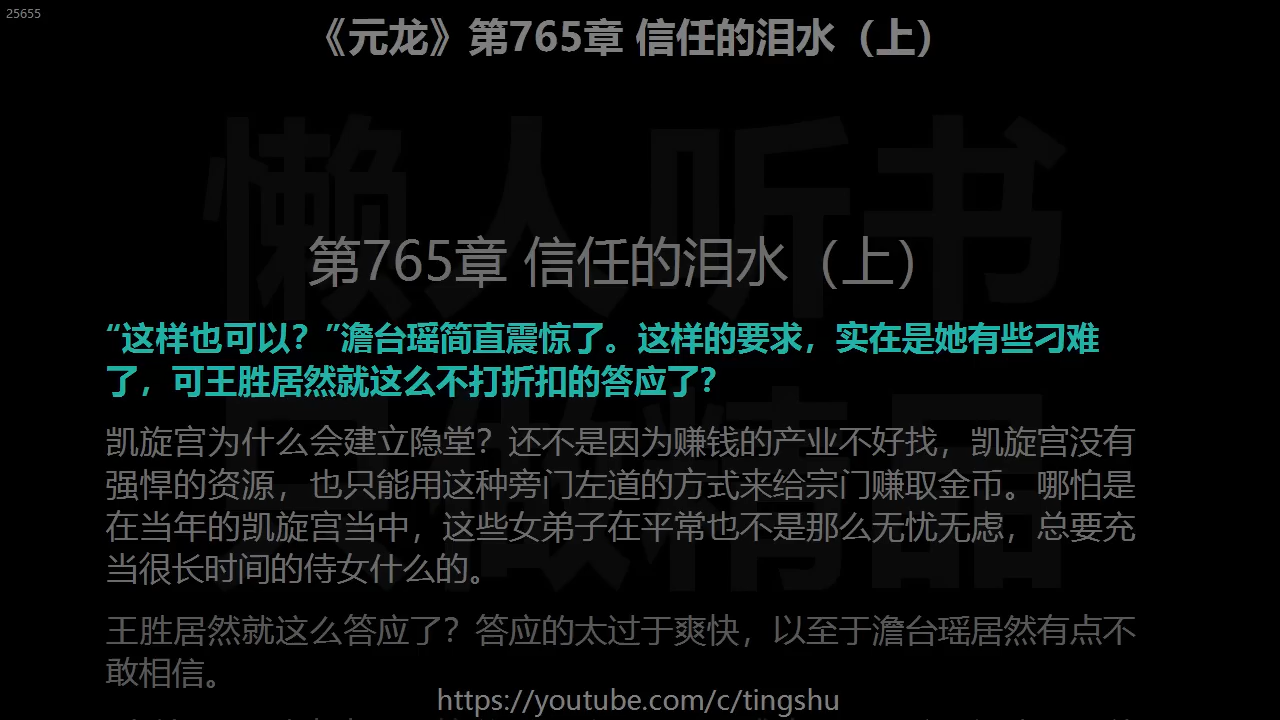 25655
《元龙》第765章 信任的泪水（上）
懒人听书
只做精品
第765章 信任的泪水（上）
“这样也可以？”澹台瑶简直震惊了。这样的要求，实在是她有些刁难
了，可王胜居然就这么不打折扣的答应了？
凯旋宫为什么会建立隐堂？还不是因为赚钱的产业不好找，凯旋宫没有
强悍的资源，也只能用这种旁门左道的方式来给宗门赚取金币。哪怕是
在当年的凯旋宫当中，这些女弟子在平常也不是那么无忧无虑，总要充
当很长时间的侍女什么的。
王胜居然就这么答应了？答应的太过于爽快，以至于澹台瑶居然有点不
敢相信。
https://youtube.com/c/tingshu